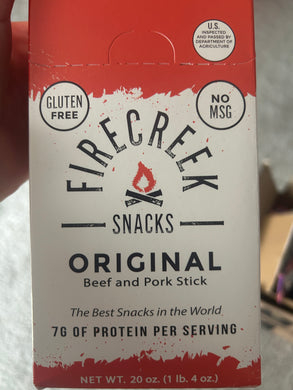 U.S.
INSPECTED
AND PASSED BY
DEPARTMENT OF
AGRICULTURE
GLUTEN
FREE
NO
MSG
FIRECREEK
SNACKS
ORIGINAL
Beef and Pork Stick
The Best Snacks in the World
7G OF PROTEIN PER SERVING
NET WT. 20 oz. (1 lb. 4 oz.)